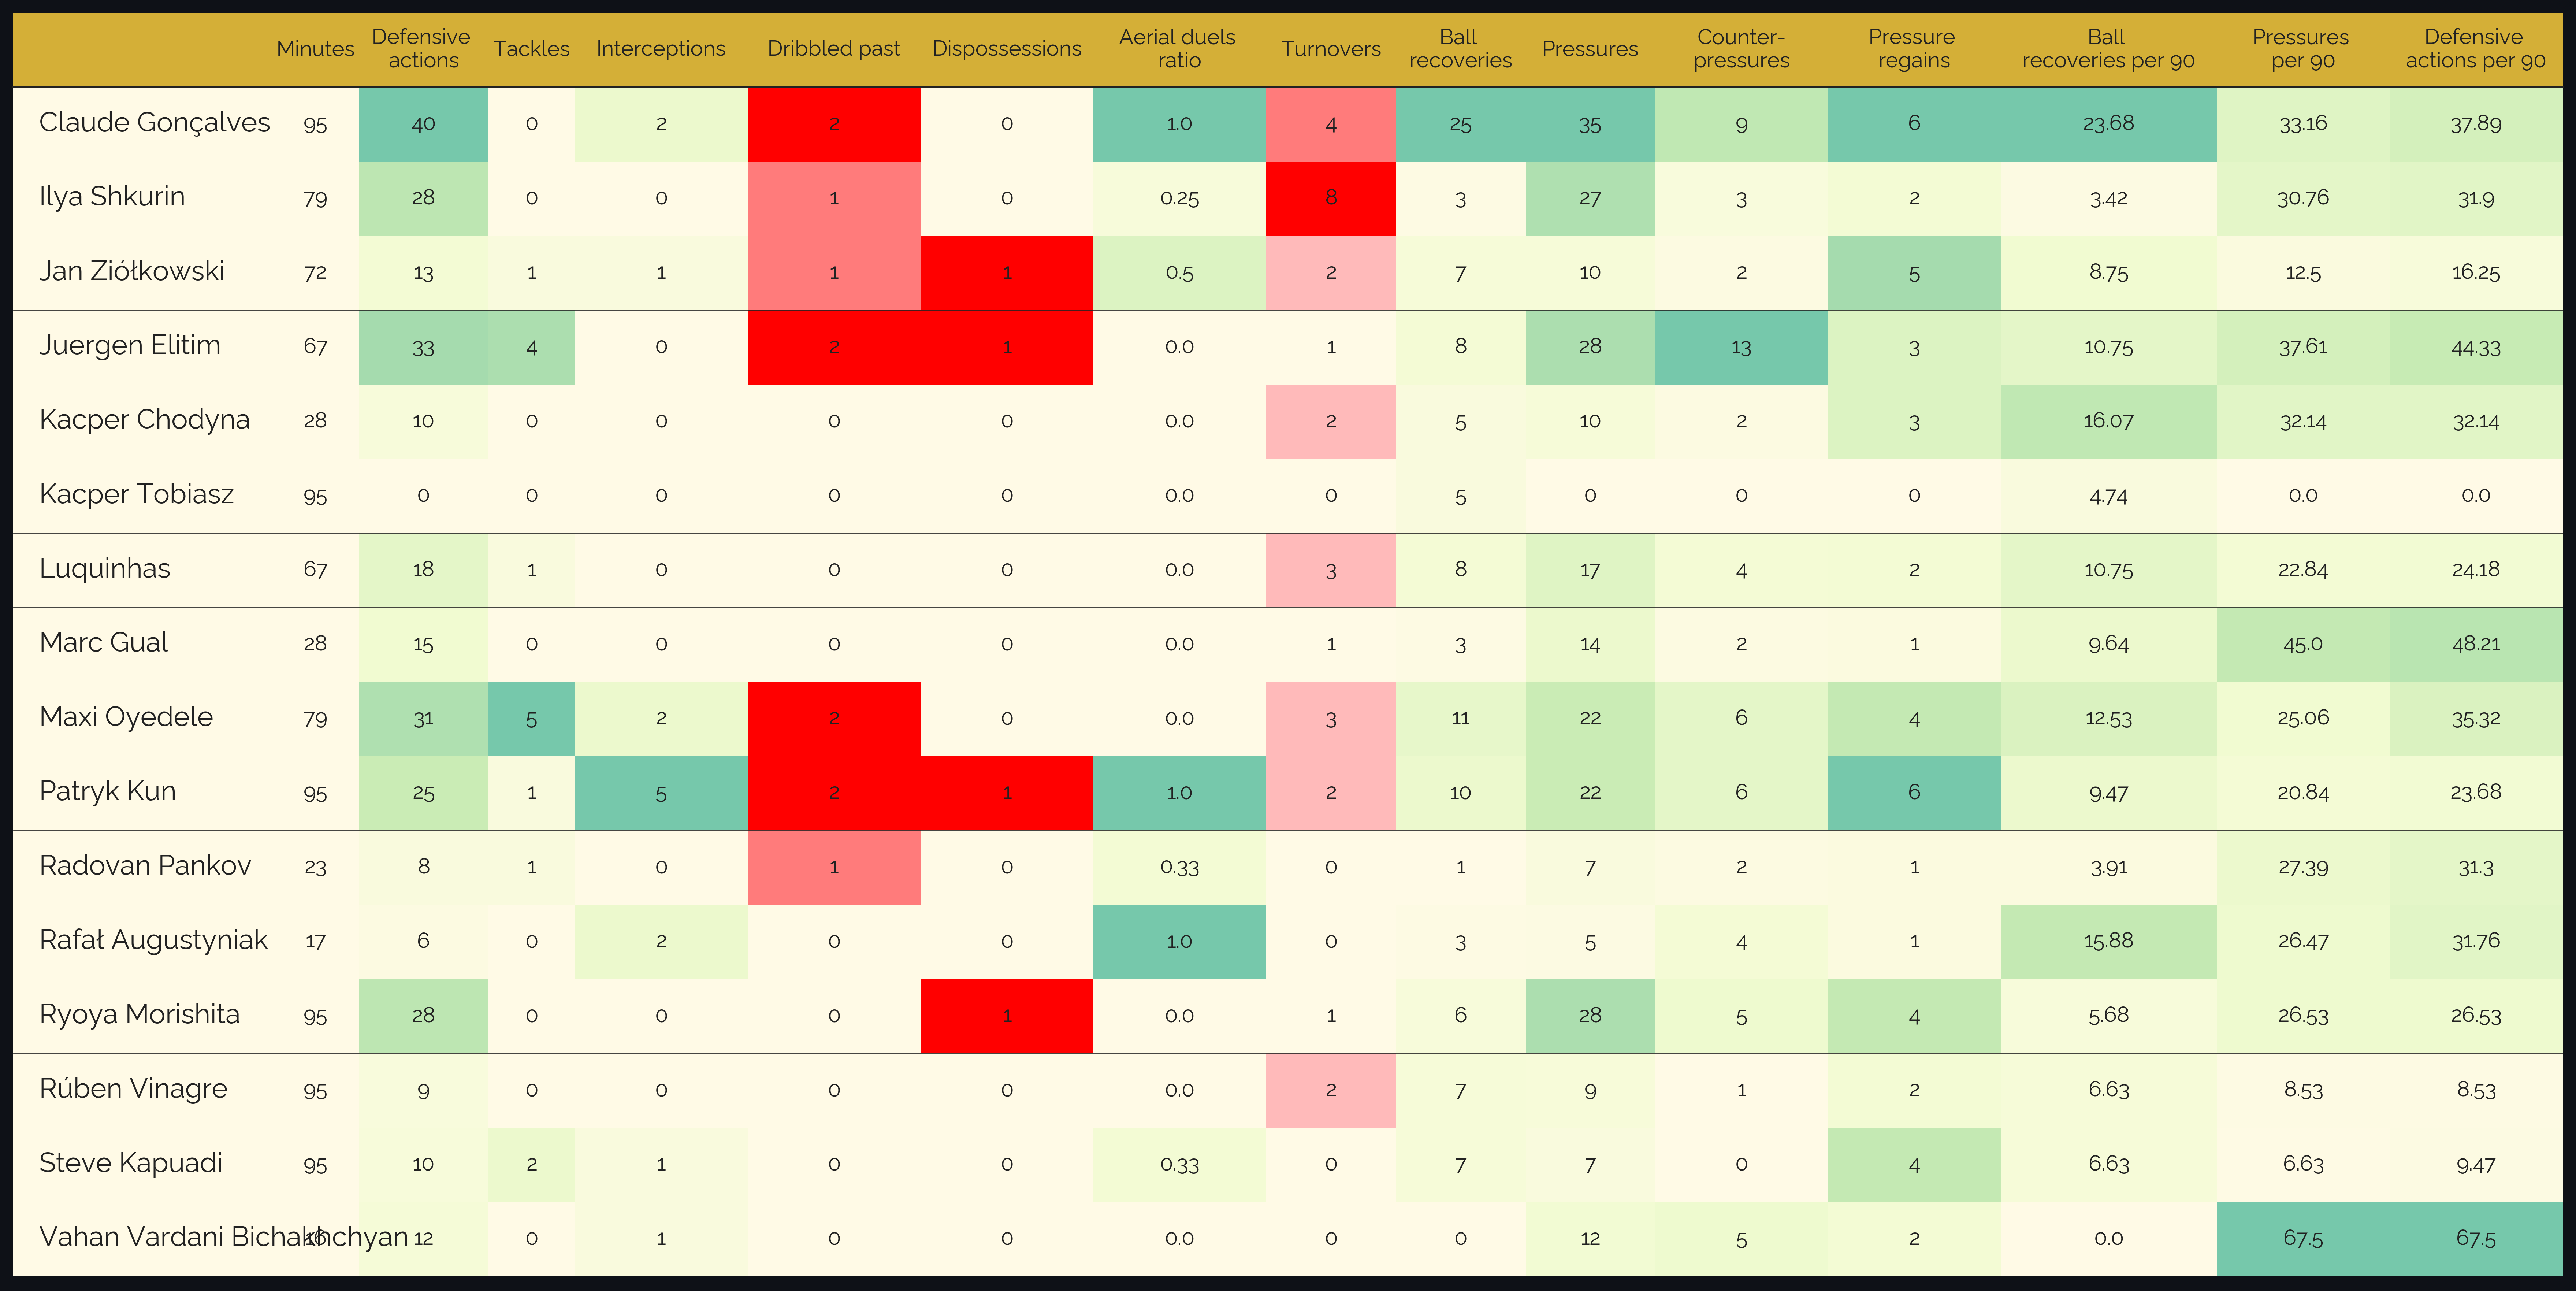 Minutes Defensive actions Tackles Interceptions Dribbled past Dispossessions Aerial duels ratio Turnovers Ball recoveries Pressures Counter-pressures Pressure regains Ball recoveries per 90 Pressures per 90 Defensive actions per 90
Claude Gonçalves 95 40 0 2 2 0 1.0 4 25 35 9 6 23.68 33.16 37.89
Ilya Shkurin 79 28 0 0 1 0 0.25 8 3 27 3 2 3.42 30.76 31.9
Jan Ziółkowski 72 13 1 1 1 1 0.5 2 7 10 2 5 8.75 12.5 16.25
Juergen Elitim 67 33 4 0 2 1 0.0 1 8 28 13 3 10.75 37.61 44.33
Kacper Chodyna 28 10 0 0 0 0 0.0 2 5 10 2 3 16.07 32.14 32.14
Kacper Tobiasz 95 0 0 0 0 0 0.0 0 5 0 0 0 4.74 0.0 0.0
Luquinhas 67 18 1 0 0 0 0.0 3 8 17 4 2 10.75 22.84 24.18
Marc Gual 28 15 0 0 0 0 0.0 1 3 14 2 1 9.64 45.0 48.21
Maxi Oyedele 79 31 5 2 2 0 0.0 3 11 22 6 4 12.53 25.06 35.32
Patryk Kun 95 25 1 5 2 1 1.0 2 10 22 6 6 9.47 20.84 23.68
Radovan Pankov 23 8 1 0 1 0 0.33 0 1 7 2 1 3.91 27.39 31.3
Rafał Augustyniak 17 6 0 2 0 0 1.0 0 3 5 4 1 15.88 26.47 31.76
Ryoya Morishita 95 28 0 0 0 1 0.0 1 6 28 5 4 5.68 26.53 26.53
Rúben Vinagre 95 9 0 0 0 0 0.0 2 7 9 1 2 6.63 8.53 8.53
Steve Kapuadi 95 10 2 1 0 0 0.33 0 7 7 0 4 6.63 6.63 9.47
Vahan Vardani Bichakhchyan 16 12 0 1 0 0 0.0 0 0 12 5 2 0.0 67.5 67.5